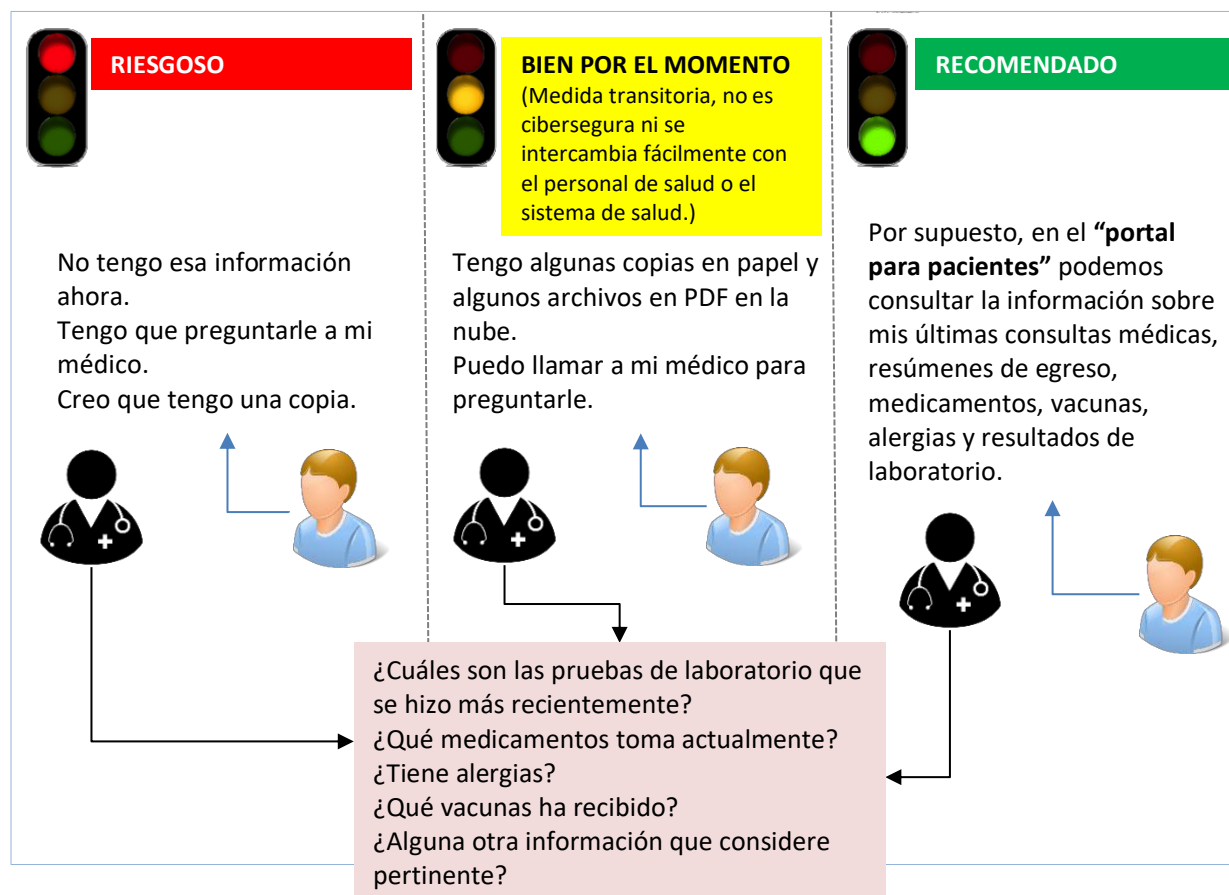 RIESGOSO
No tengo esa información
ahora.
Tengo que preguntarle a mi
médico.
Creo que tengo una copia.
BIEN POR EL MOMENTO
(Medida transitoria, no es
cibersegura ni se
intercambia fácilmente con
el personal de salud o el
sistema de salud.)
Tengo algunas copias en papel y
algunos archivos en PDF en la
nube.
Puedo llamar a mi médico para
preguntarle.
RECOMENDADO
Por supuesto, en el “portal
para pacientes” podemos
consultar la información sobre
mis últimas consultas médicas,
resúmenes de egreso,
medicamentos, vacunas,
alergias y resultados de
laboratorio.
¿Cuáles son las pruebas de laboratorio que
se hizo más recientemente?
¿Qué medicamentos toma actualmente?
¿Tiene alergias?
¿Qué vacunas ha recibido?
¿Alguna otra información que considere
pertinente?